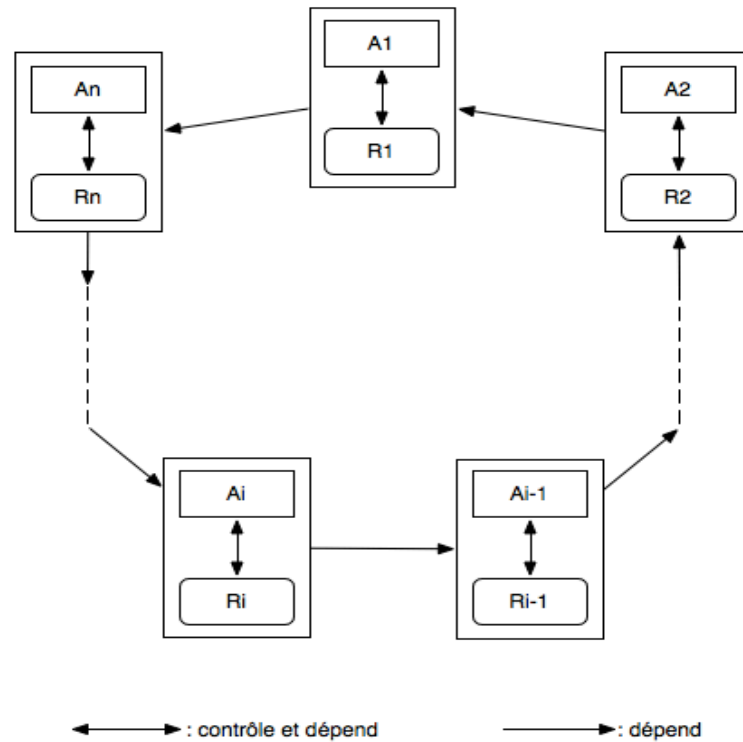 A1
An
A2
R1
Rn
R2
Ai
Ai-1
Ri
Ri-1
: contrôle et dépend
: dépend